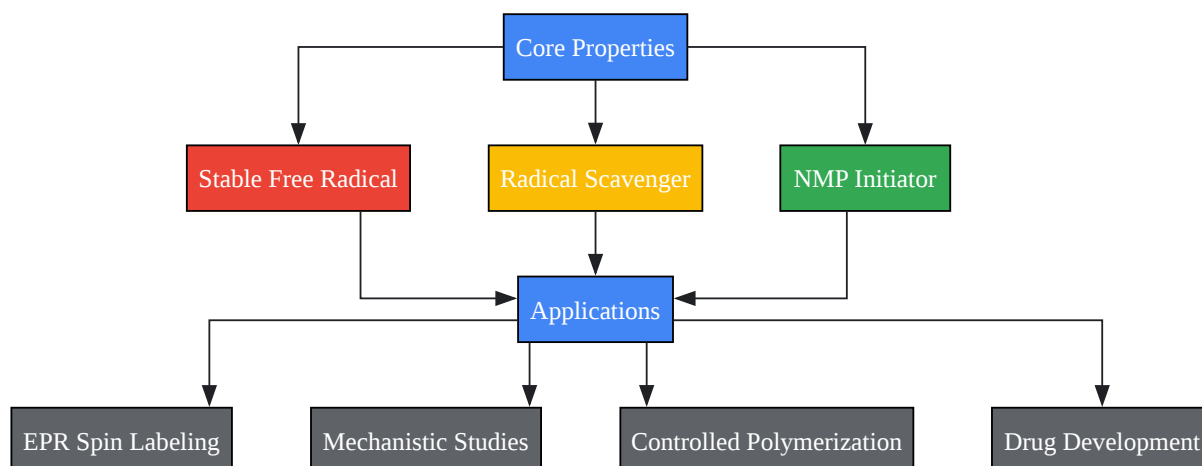 Core Properties
Stable Free Radical
Radical Scavenger
NMP Initiator
Applications
EPR Spin Labeling
Mechanistic Studies
Controlled Polymerization
Drug Development